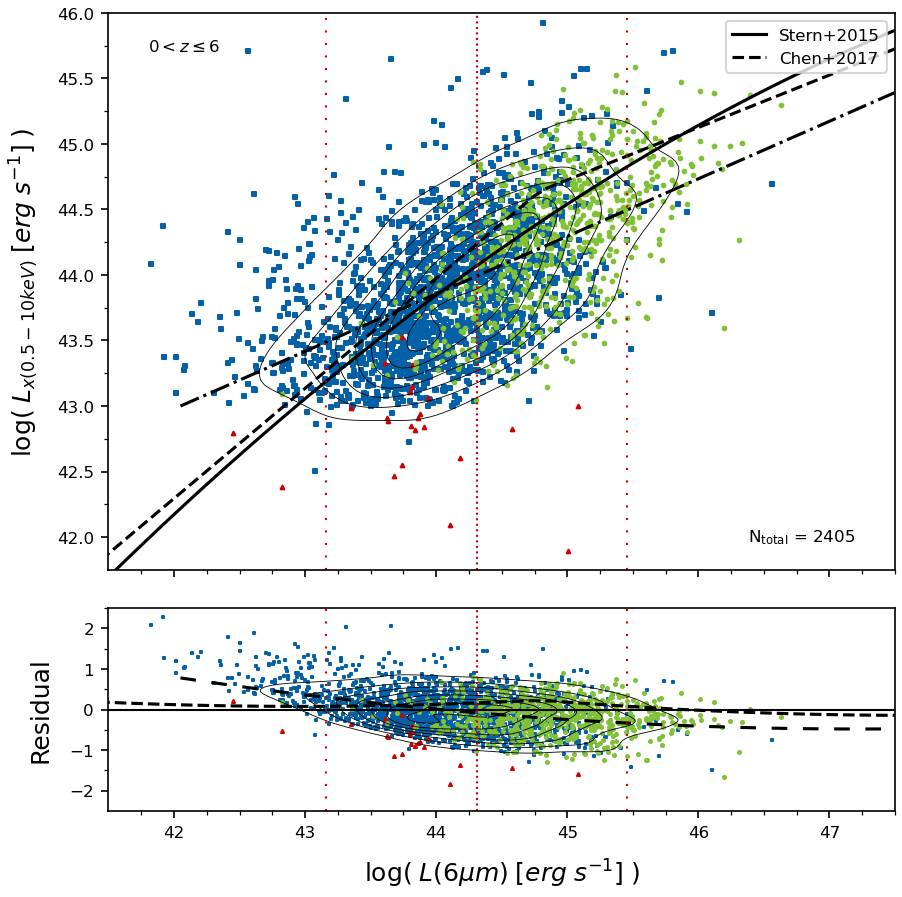 46.0
45.5
45.0
44.5
44.0
43.5
43.0
42.5
42.0
log( L_x(0.5−10keV) [erg s⁻¹] )
0 < z ≤ 6
Stern+2015
Chen+2017
N_total = 2405
2
1
0
−1
−2
Residual
42 43 44 45 46 47
log( L(6μm) [erg s⁻¹] )